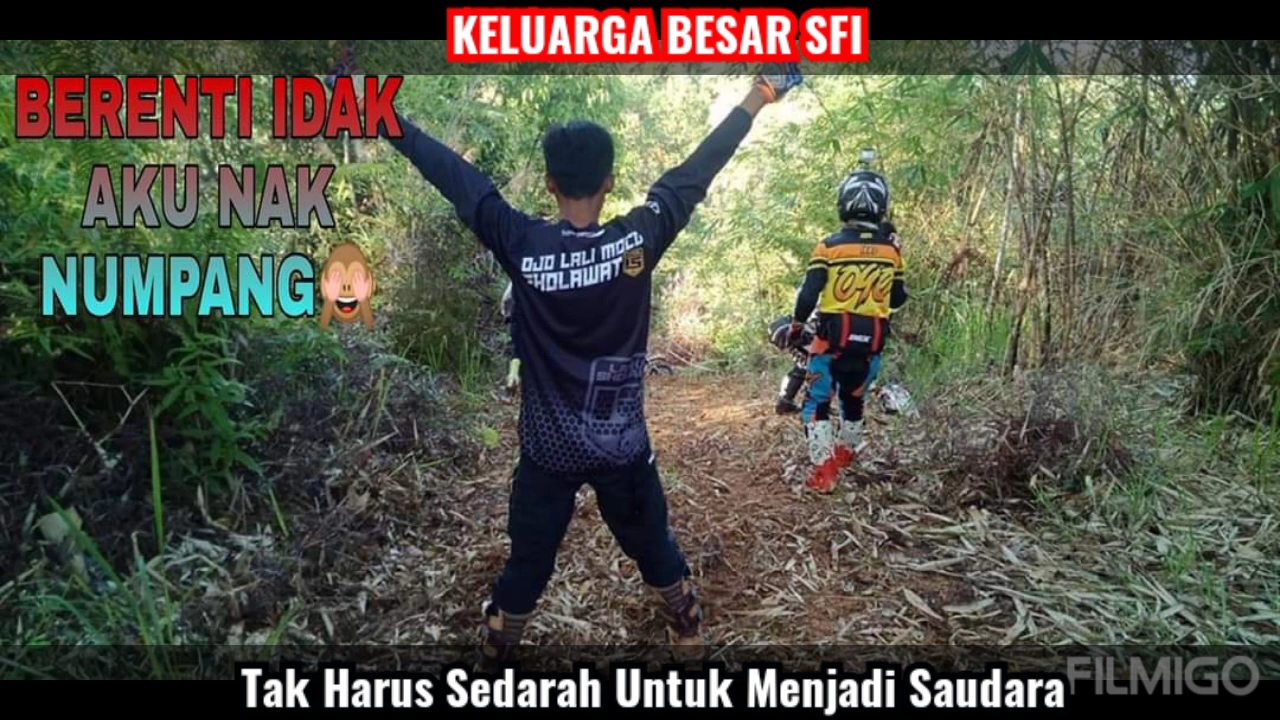 KELUARGA BESAR SFI
BERENTI IDAK
AKU NAK
NUMPANG🙈
OJO LALI MOCO
SHOLAWAT
Tak Harus Sedarah Untuk Menjadi Saudara
FILMIGO